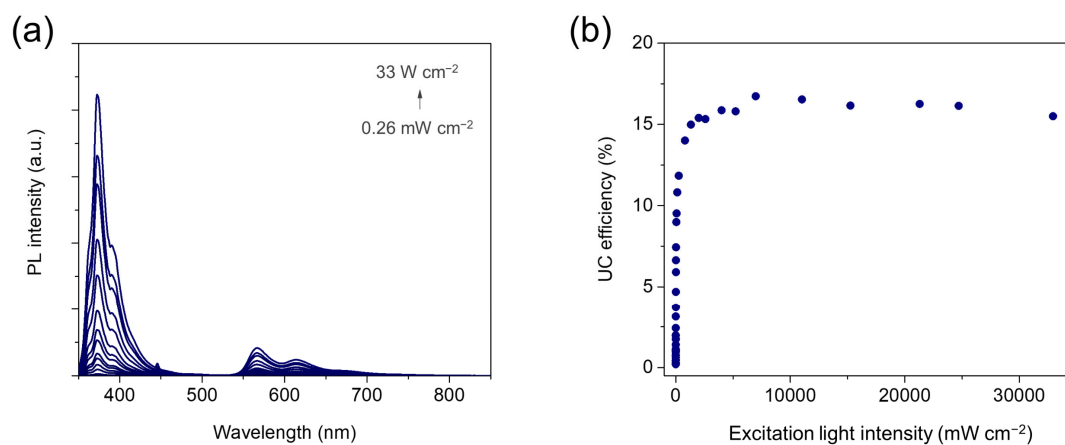 (a)
33 W cm⁻²
0.26 mW cm⁻²
PL intensity (a.u.)
400 500 600 700 800
Wavelength (nm)
(b)
20
15
10
5
0
UC efficiency (%)
0 10000 20000 30000
Excitation light intensity (mW cm⁻²)